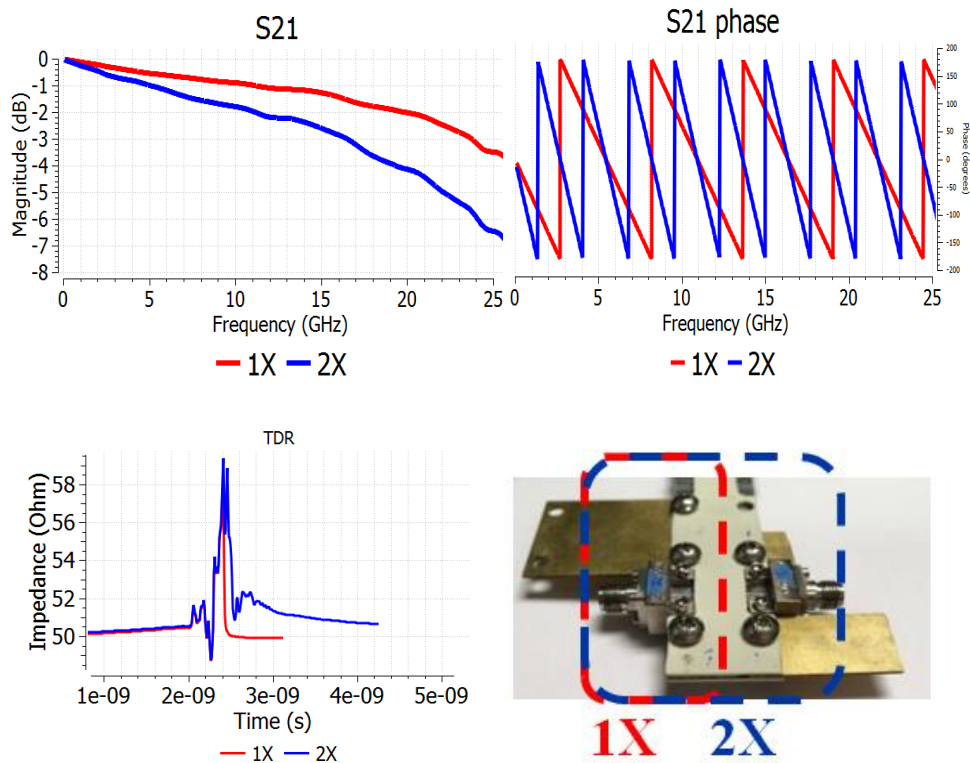 S21
0
-1
-2
-3
-4
-5
-6
-7
-8
Magnitude (dB)
0 5 10 15 20 25
Frequency (GHz)
1X 2X
S21 phase
200
150
100
50
0
-50
-100
-150
-200
Phase (degrees)
0 5 10 15 20 25
Frequency (GHz)
1X 2X
TDR
58
56
54
52
50
Impedance (Ohm)
1e-09 2e-09 3e-09 4e-09 5e-09
Time (s)
1X 2X
1X 2X